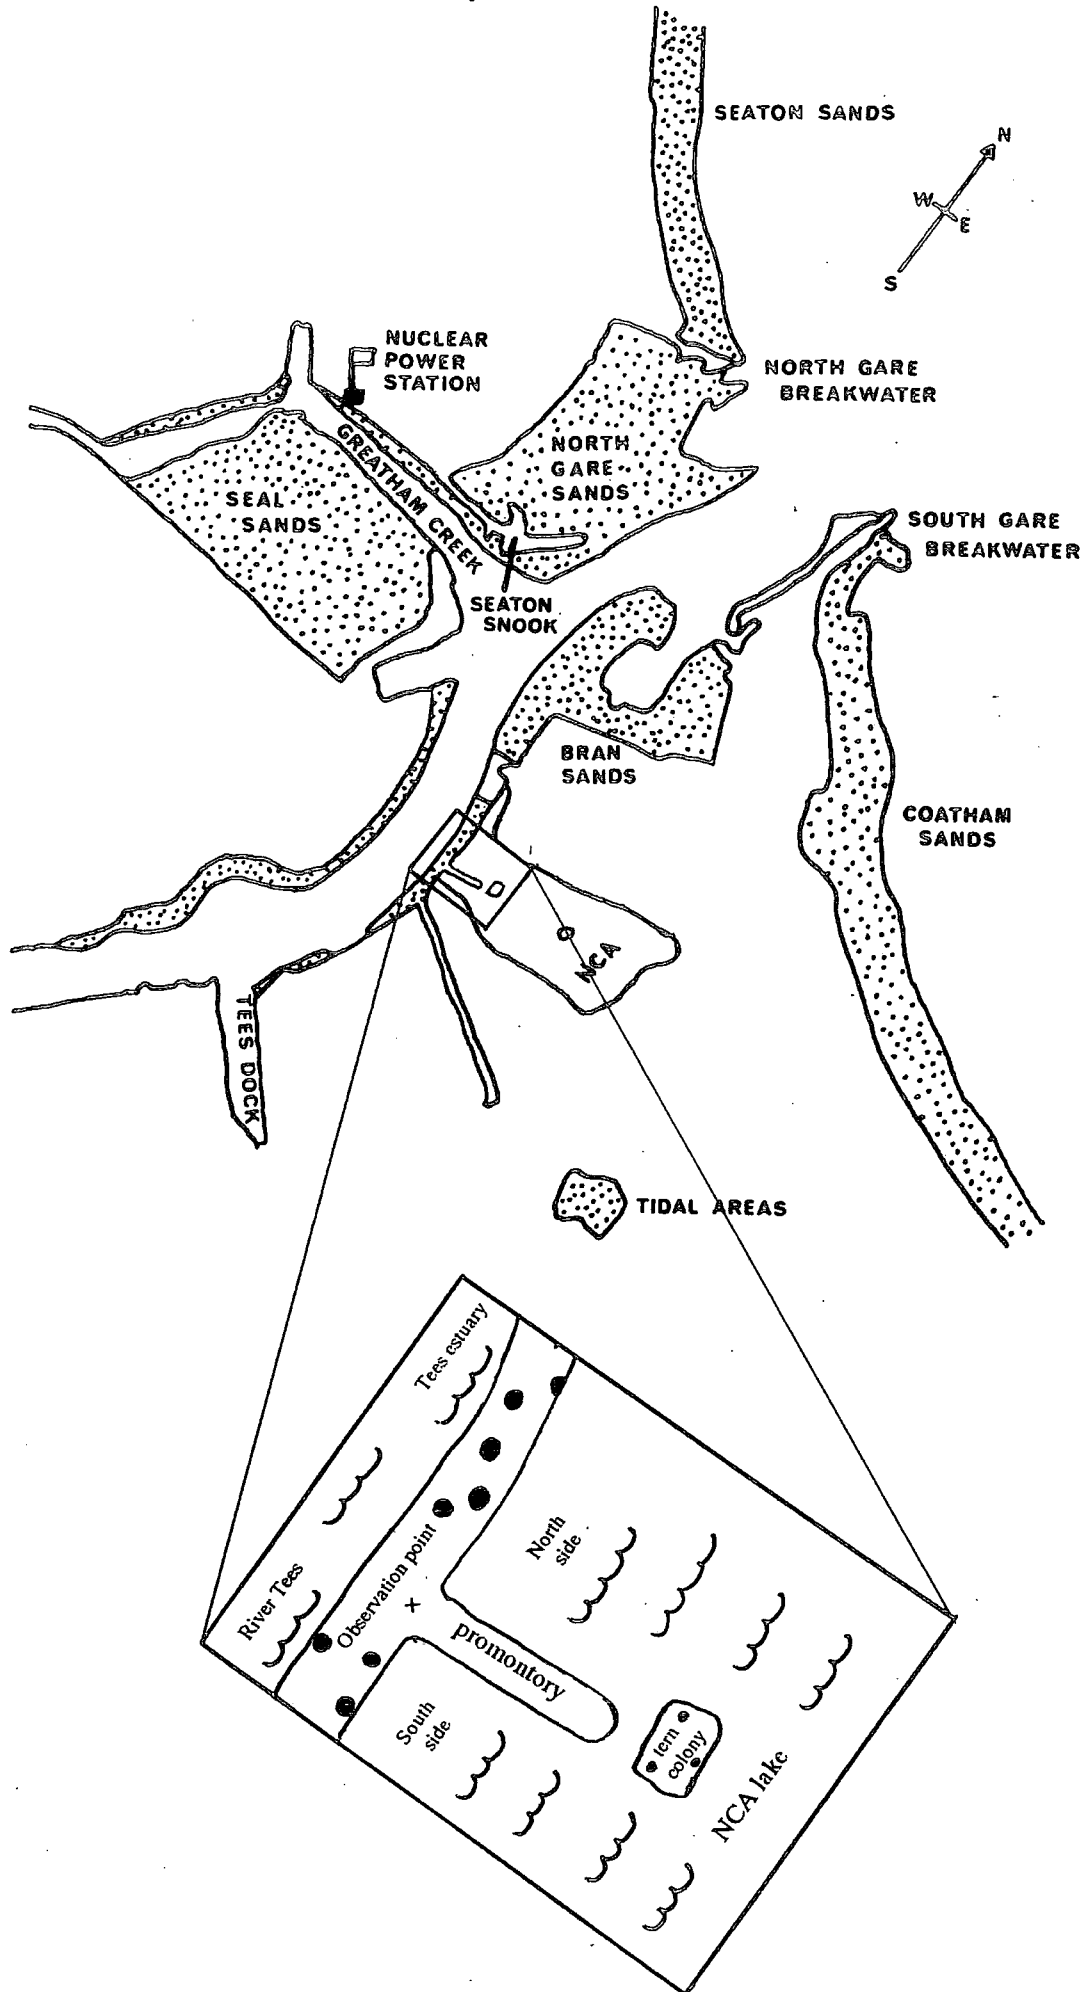 SEATON SANDS
N
W
E
S
NUCLEAR
POWER
STATION
NORTH GARE
BREAKWATER
NORTH
GARE
SANDS
GREATHAM CREEK
SEAL
SANDS
SOUTH GARE
BREAKWATER
SEATON
SNOOK
BRAN
SANDS
COATHAM
SANDS
NCA
TEES DOCK
TIDAL AREAS
Tees estuary
River Tees
Observation point
x
North
side
promontory
South
side
tern
colony
NCA lake